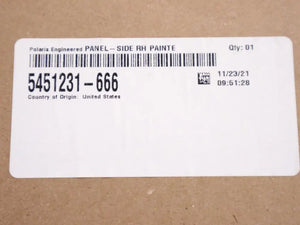 Polaris Engineered PANEL-SIDE RH PAINTE Qty: 01
5451231-666
Country of Origin: United States
11/23/21
09:51:28